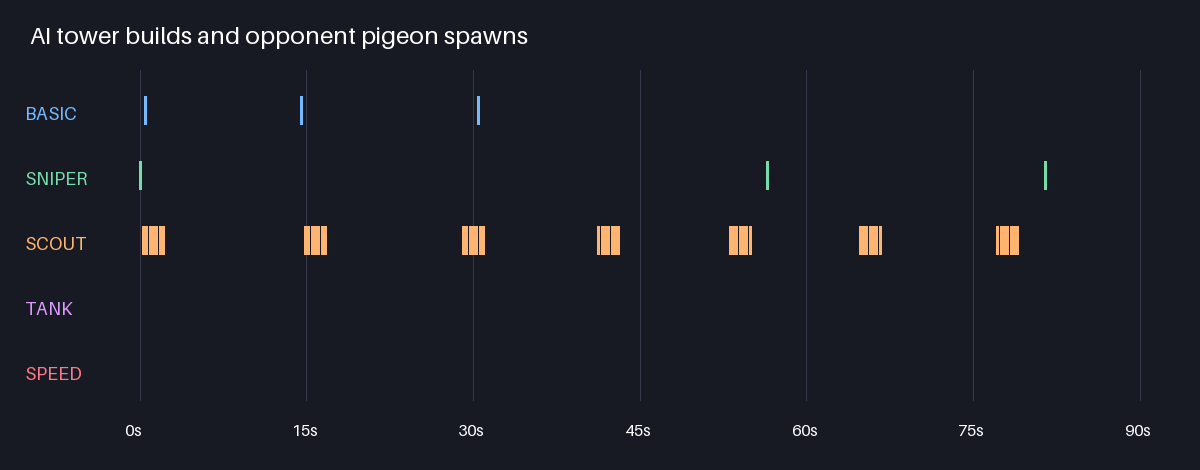 AI tower builds and opponent pigeon spawns
BASIC
SNIPER
SCOUT
TANK
SPEED
0s 15s 30s 45s 60s 75s 90s